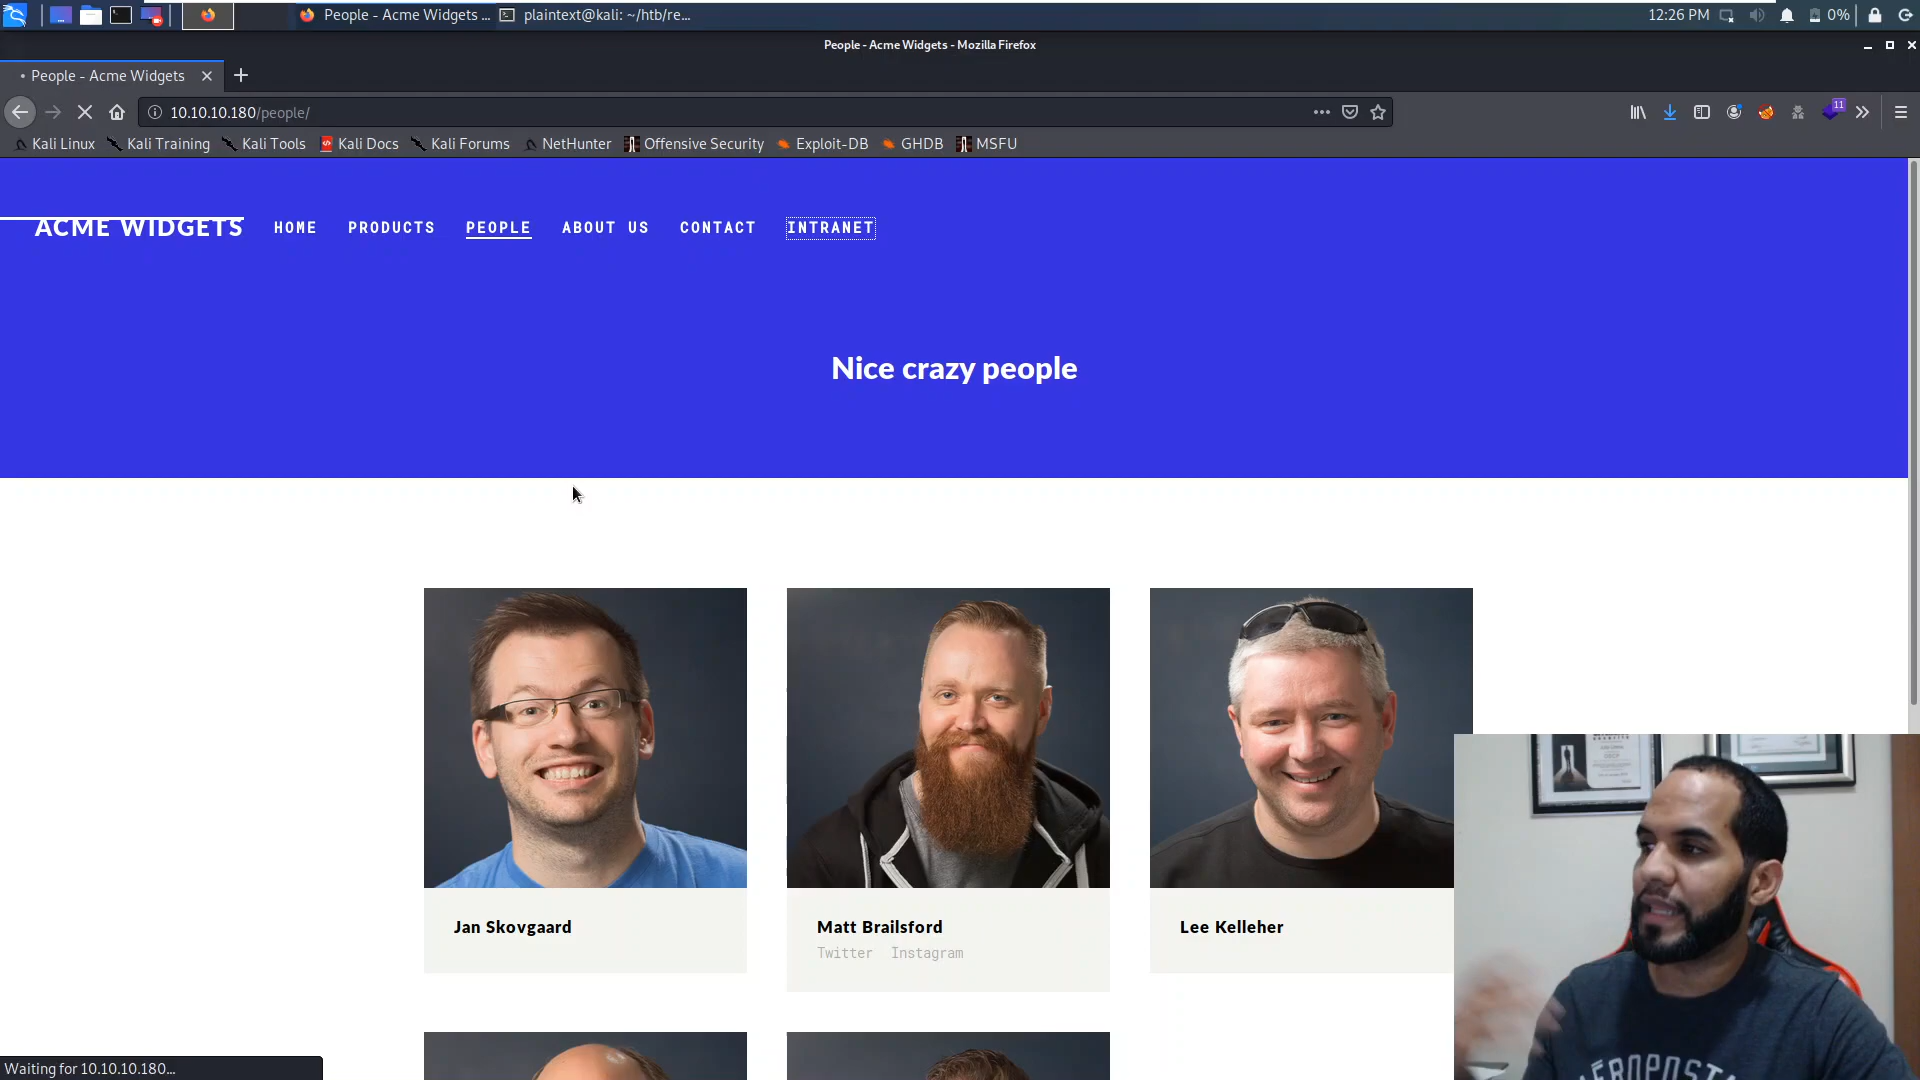 People - Acme Widgets ...
plaintext@kali: ~/htb/re...
12:26 PM
0%
People - Acme Widgets - Mozilla Firefox
People - Acme Widgets
10.10.10.180/people/
11
Kali Linux Kali Training Kali Tools Kali Docs Kali Forums NetHunter Offensive Security Exploit-DB GHDB MSFU
ACME WIDGETS HOME PRODUCTS PEOPLE ABOUT US CONTACT INTRANET
Nice crazy people
Jan Skovgaard
Matt Brailsford
Twitter Instagram
Lee Kelleher
Waiting for 10.10.10.180...